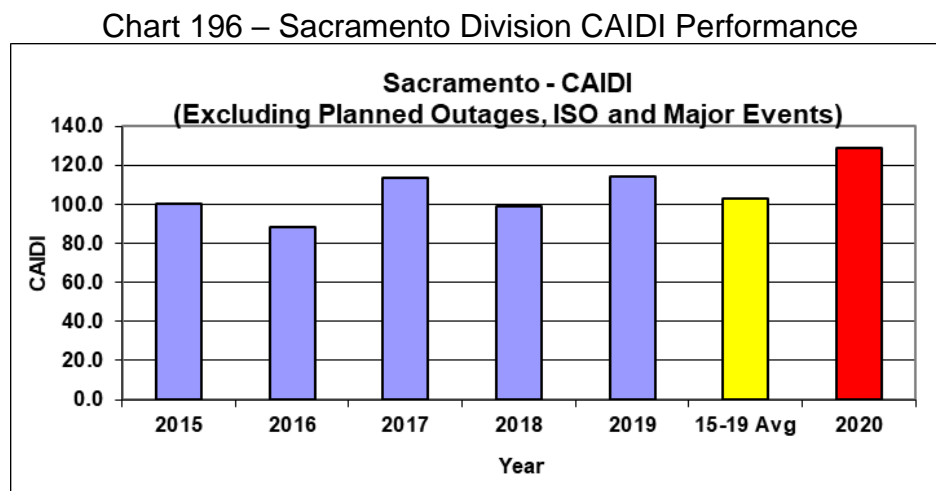 Chart 196 – Sacramento Division CAIDI Performance
Sacramento - CAIDI
(Excluding Planned Outages, ISO and Major Events)
140.0
120.0
100.0
80.0
60.0
40.0
20.0
0.0
CAIDI
2015 2016 2017 2018 2019 15-19 Avg 2020
Year